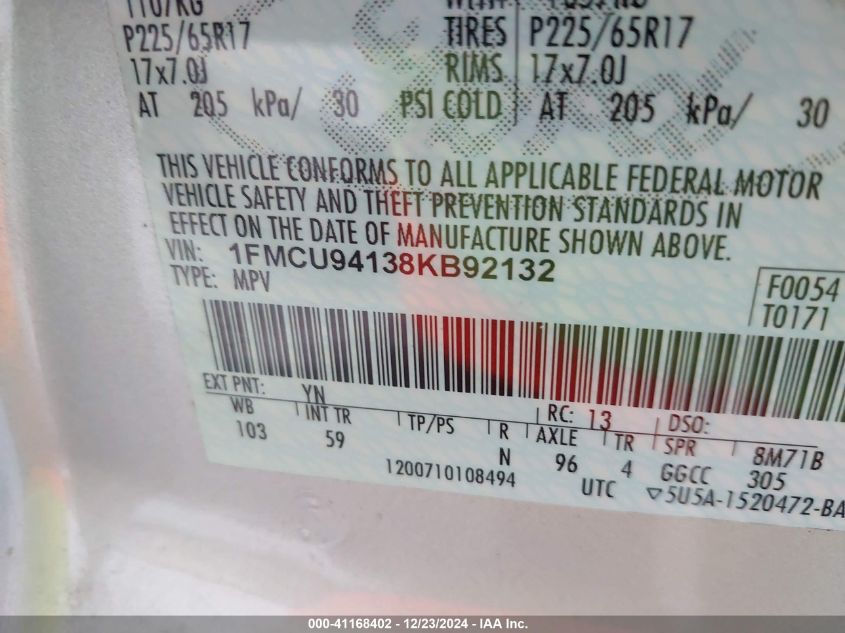 P225/65R17 TIRES P225/65R17
17x7.0J RIMS 17x7.0J
AT 205 kPa/ 30 PSI COLD AT 205 kPa/ 30
THIS VEHICLE CONFORMS TO ALL APPLICABLE FEDERAL MOTOR
VEHICLE SAFETY AND THEFT PREVENTION STANDARDS IN
EFFECT ON THE DATE OF MANUFACTURE SHOWN ABOVE.
VIN: 1FMCU94138KB92132
TYPE: MPV
F0054
T0171
EXT PNT: YN RC: 13 DSO:
WB INT TR TP/PS R AXLE TR SPR 8M71B
103 59 N 96 4 GGCC 305
1200710108494 UTC ▽5U5A-1520472-BA
000-41168402 - 12/23/2024 - IAA Inc.